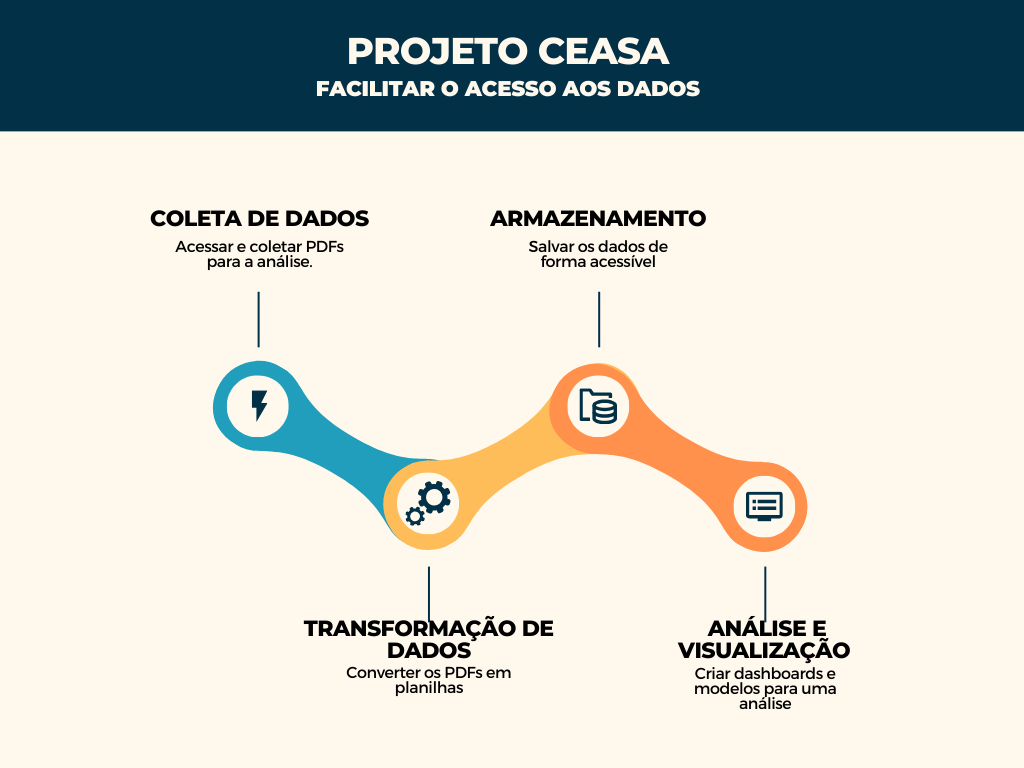 PROJETO CEASA
FACILITAR O ACESSO AOS DADOS
COLETA DE DADOS
Acessar e coletar PDFs
para a análise.
ARMAZENAMENTO
Salvar os dados de
forma acessível
TRANSFORMAÇÃO DE
DADOS
Converter os PDFs em
planilhas
ANÁLISE E
VISUALIZAÇÃO
Criar dashboards e
modelos para uma
análise